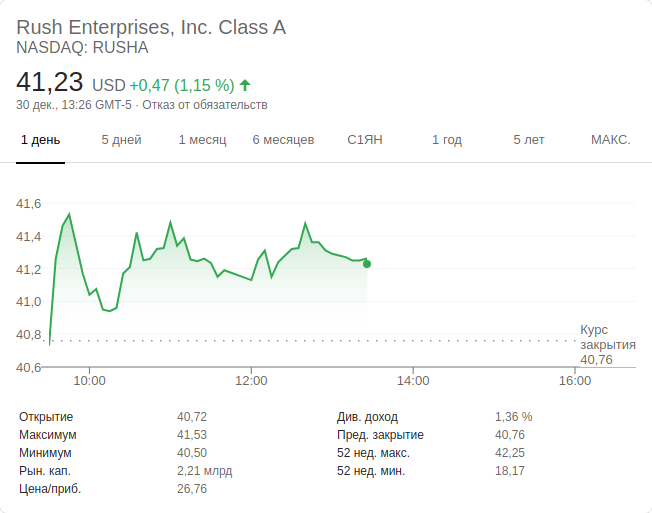 Rush Enterprises, Inc. Class A
NASDAQ: RUSHA
41,23 USD +0,47 (1,15 %)
30 дек., 13:26 GMT-5 · Отказ от обязательств
1 день 5 дней 1 месяц 6 месяцев С1ЯН 1 год 5 лет МАКС.
41,6
41,4
41,2
41,0
40,8
40,6
Курс
закрытия
40,76
10:00 12:00 14:00 16:00
Открытие 40,72 Див. доход 1,36 %
Максимум 41,53 Пред. закрытие 40,76
Минимум 40,50 52 нед. макс. 42,25
Рын. кап. 2,21 млрд 52 нед. мин. 18,17
Цена/приб. 26,76